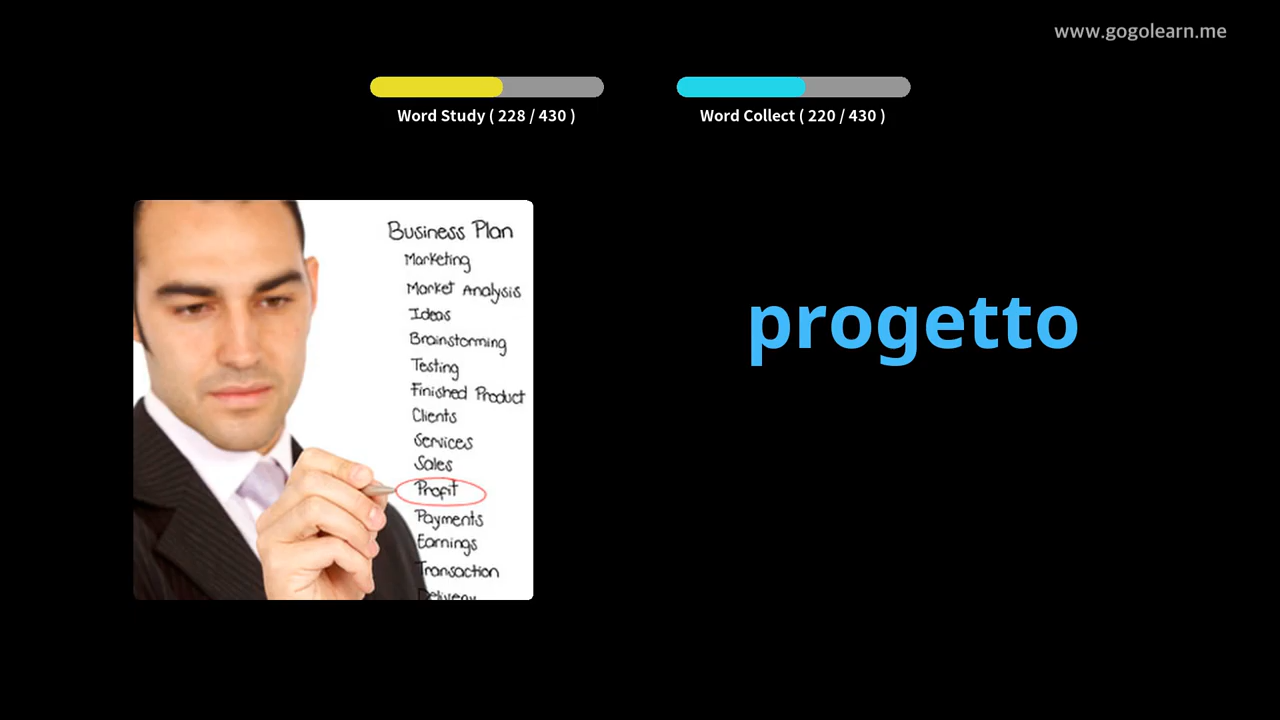 www.gogolearn.me
Word Study ( 228 / 430 )
Word Collect ( 220 / 430 )
Business Plan
Marketing
Market Analysis
Ideas
Brainstorming
Testing
Finished Product
Clients
Services
Sales
Profit
Payments
Earnings
Transaction
Delivery
progetto